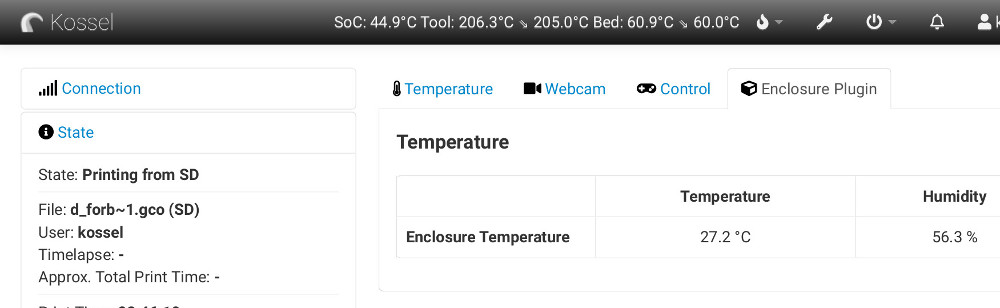 Kossel
SoC: 44.9°C Tool: 206.3°C ⇘ 205.0°C Bed: 60.9°C ⇘ 60.0°C
Connection
State
State: Printing from SD
File: d_forb~1.gco (SD)
User: kossel
Timelapse: -
Approx. Total Print Time: -
Temperature
Webcam
Control
Enclosure Plugin
Temperature
Temperature Humidity
Enclosure Temperature 27.2 °C 56.3 %